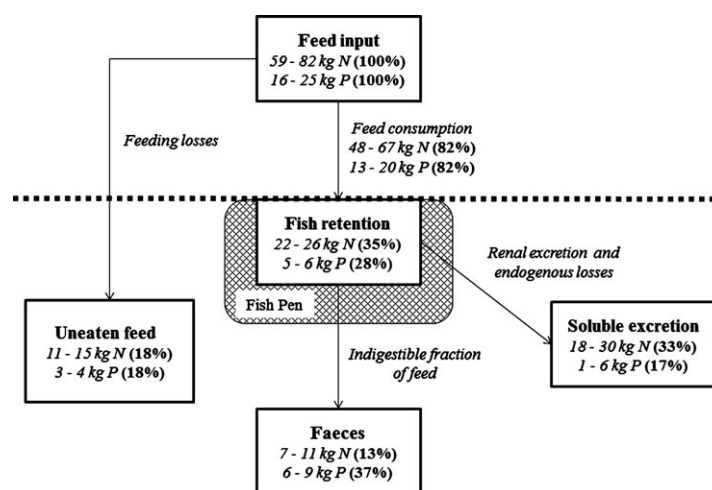 Feed input
59 - 82 kg N (100%)
16 - 25 kg P (100%)
Feeding losses
Feed consumption
48 - 67 kg N (82%)
13 - 20 kg P (82%)
Fish retention
22 - 26 kg N (35%)
5 - 6 kg P (28%)
Fish Pen
Renal excretion and
endogenous losses
Uneaten feed
11 - 15 kg N (18%)
3 - 4 kg P (18%)
Soluble excretion
18 - 30 kg N (33%)
1 - 6 kg P (17%)
Indigestible fraction
of feed
Faeces
7 - 11 kg N (13%)
6 - 9 kg P (37%)